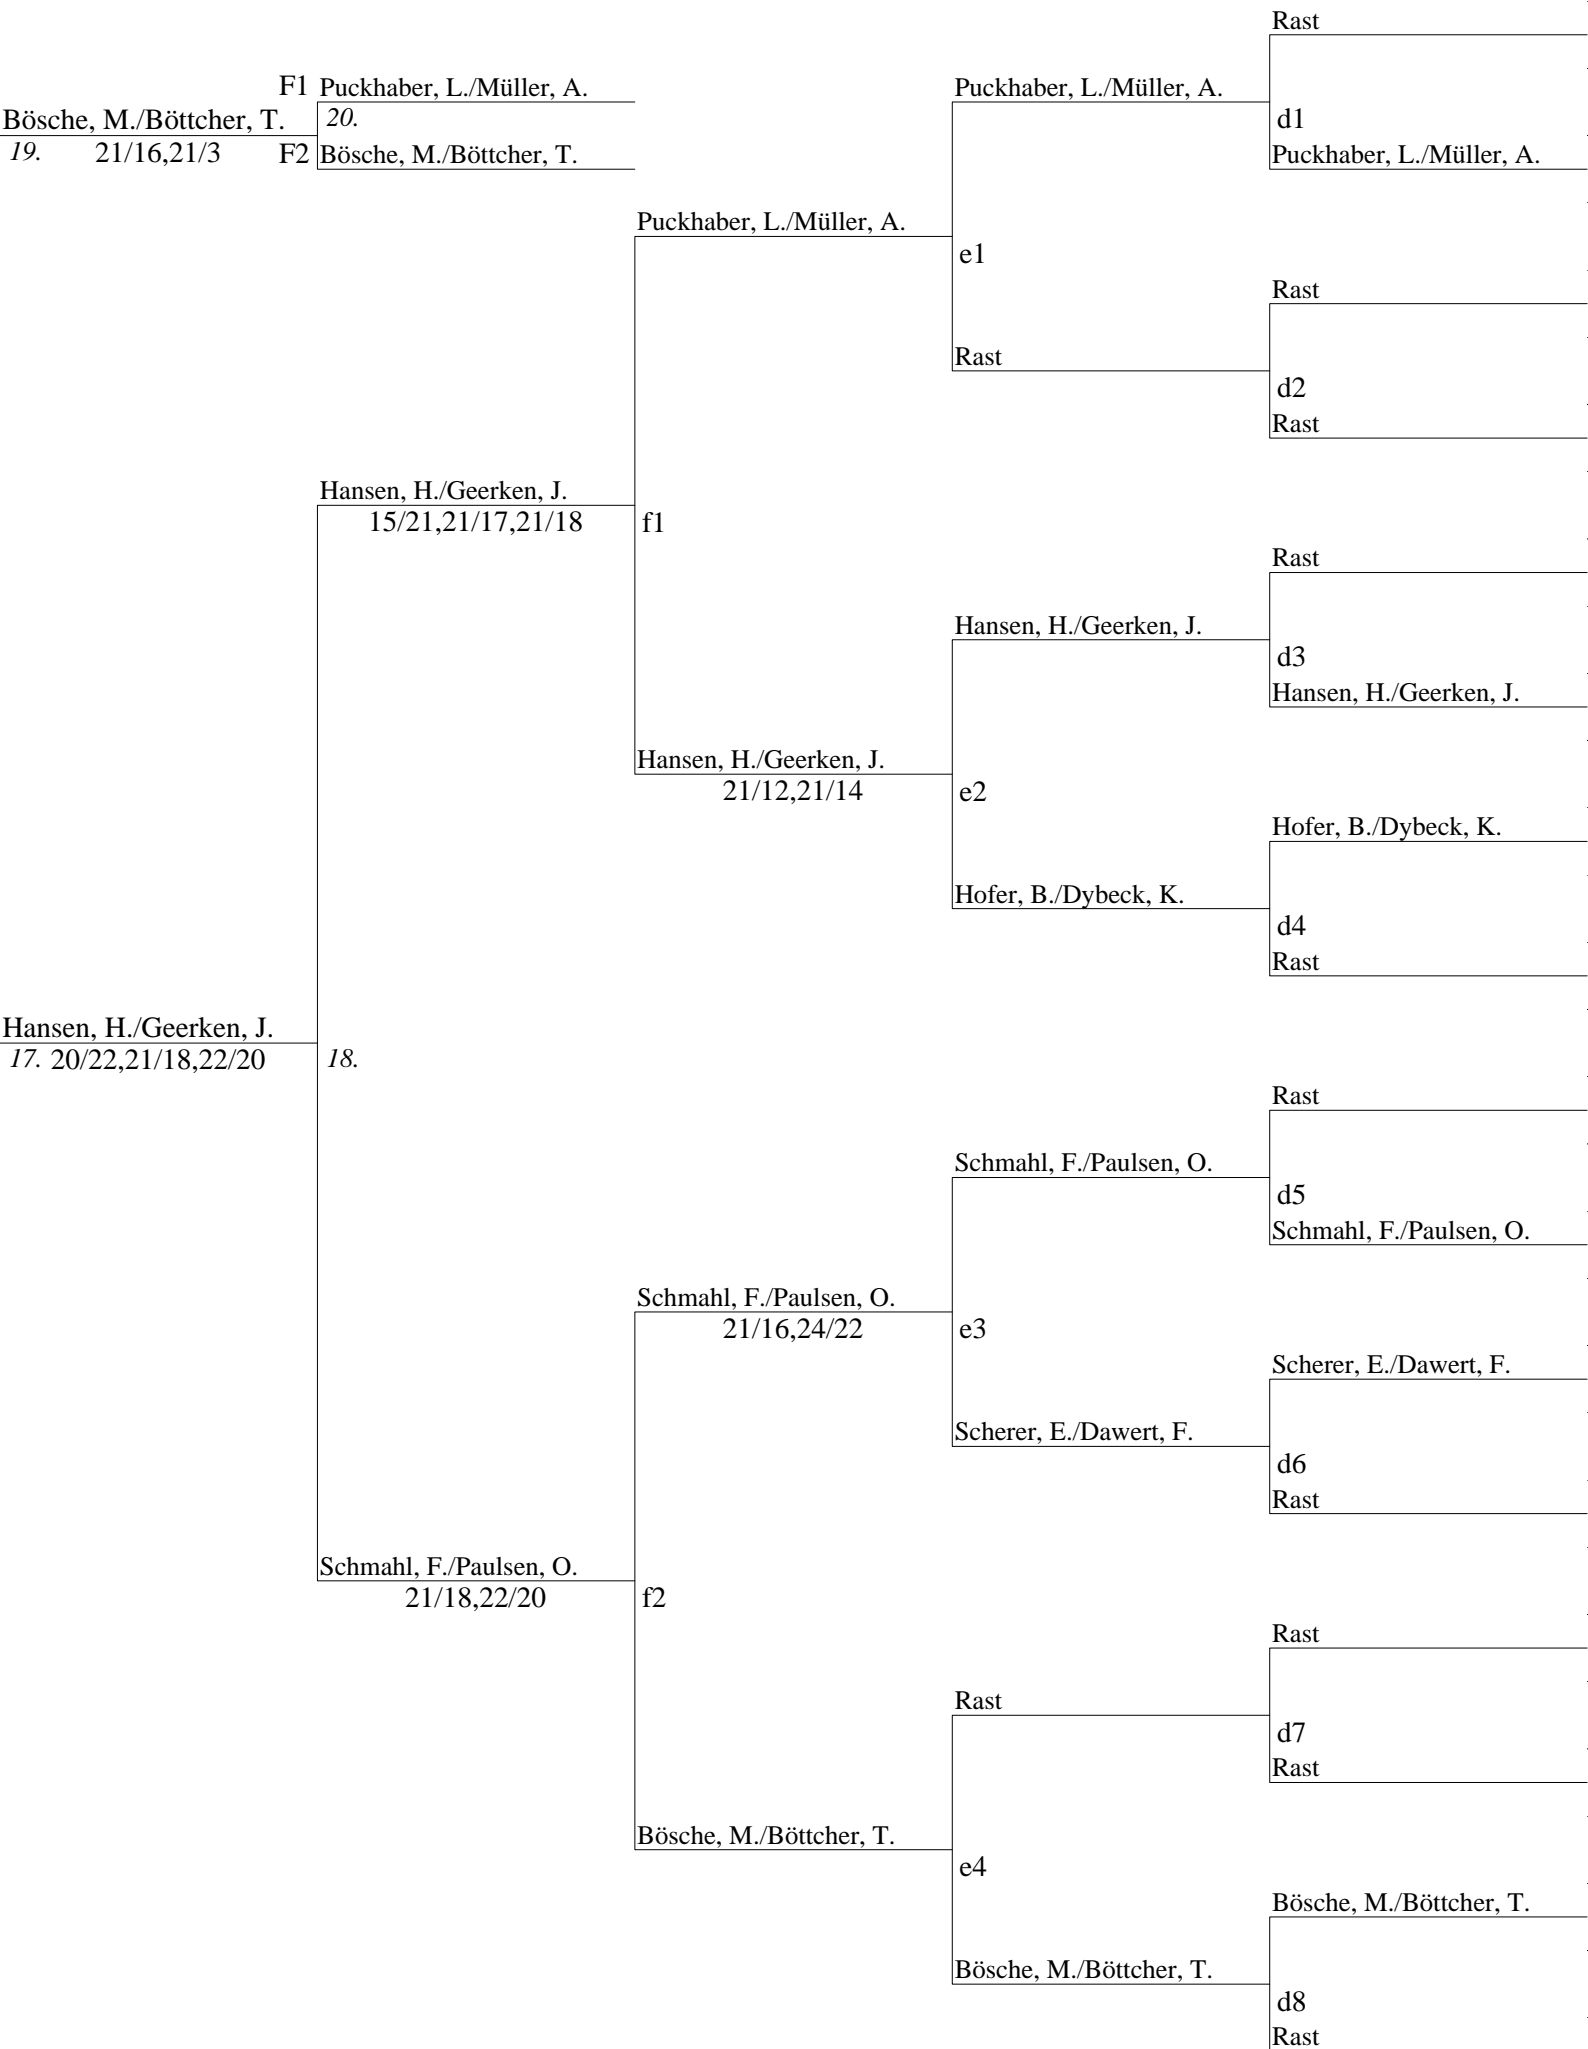 Rast
F1 Puckhaber, L./Müller, A.
Puckhaber, L./Müller, A.
Bösche, M./Böttcher, T.
20.
d1
19. 21/16,21/3
F2 Bösche, M./Böttcher, T.
Puckhaber, L./Müller, A.
Puckhaber, L./Müller, A.
e1
Rast
Rast
d2
Rast
Hansen, H./Geerken, J.
15/21,21/17,21/18
f1
Rast
Hansen, H./Geerken, J.
d3
Hansen, H./Geerken, J.
Hansen, H./Geerken, J.
21/12,21/14
e2
Hofer, B./Dybeck, K.
Hofer, B./Dybeck, K.
d4
Rast
Hansen, H./Geerken, J.
17. 20/22,21/18,22/20
18.
Rast
Schmahl, F./Paulsen, O.
d5
Schmahl, F./Paulsen, O.
Schmahl, F./Paulsen, O.
21/16,24/22
e3
Scherer, E./Dawert, F.
Scherer, E./Dawert, F.
d6
Rast
Schmahl, F./Paulsen, O.
21/18,22/20
f2
Rast
Rast
d7
Rast
Bösche, M./Böttcher, T.
e4
Bösche, M./Böttcher, T.
Bösche, M./Böttcher, T.
d8
Rast